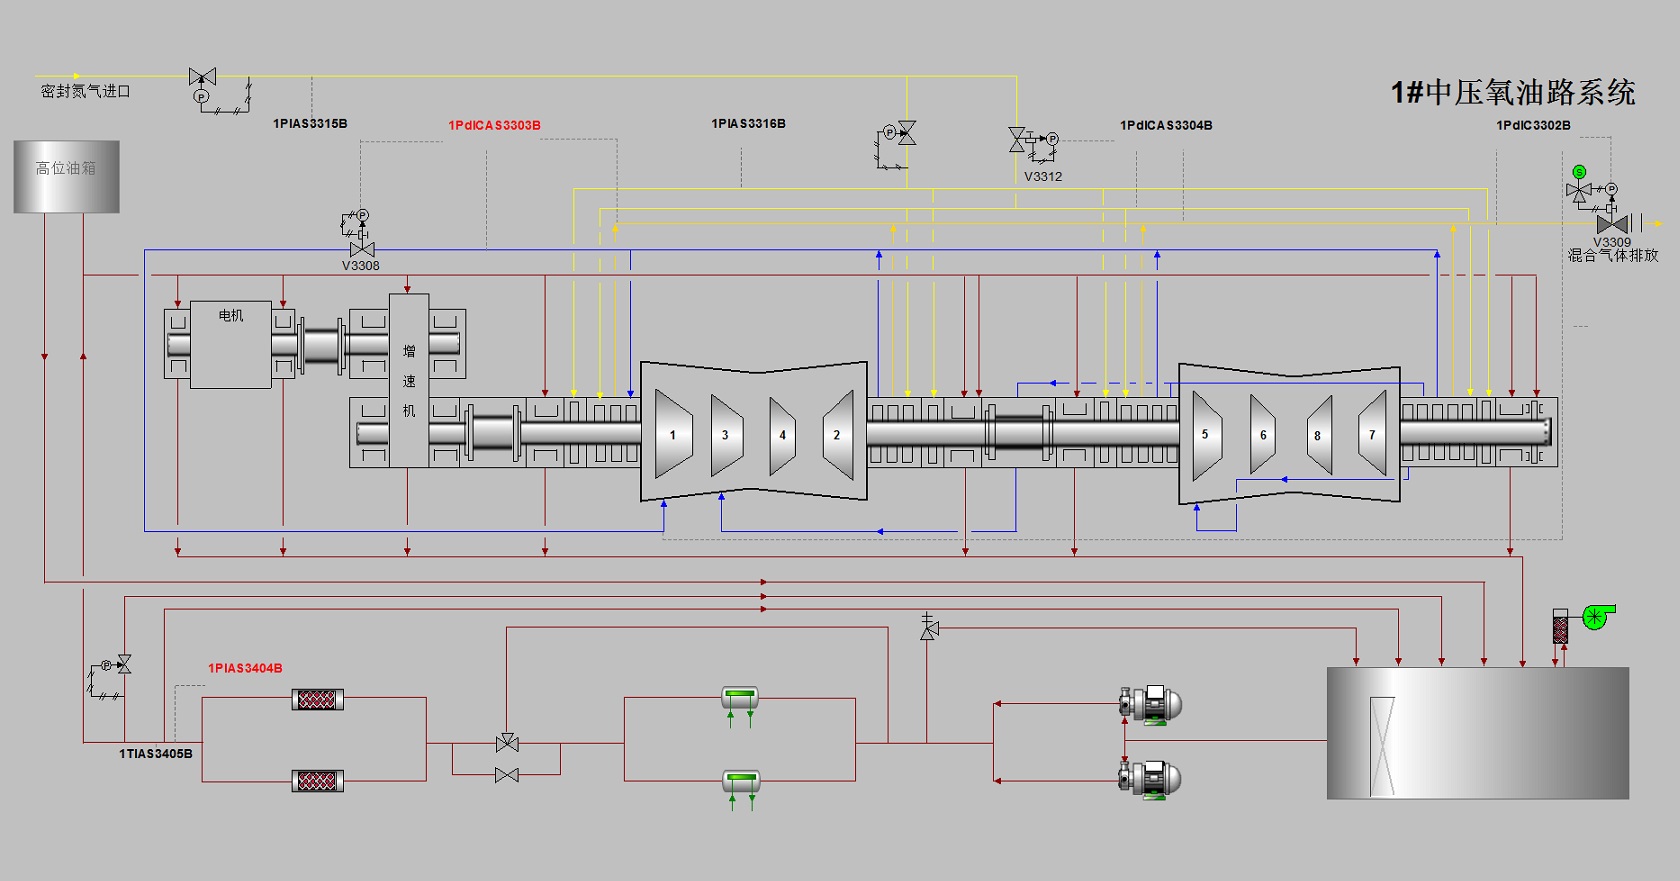 1#中压氧油路系统
密封氮气进口
P
1PIAS3315B
1PdICAS3303B
1PIAS3316B
1PdICAS3304B
1PdIC3302B
P
P
V3312
高位油箱
S
P
P
V3308
V3309
混合气体排放
电机
增
速
机
1
3
4
2
5
6
8
7
P
1PIAS3404B
1TIAS3405B